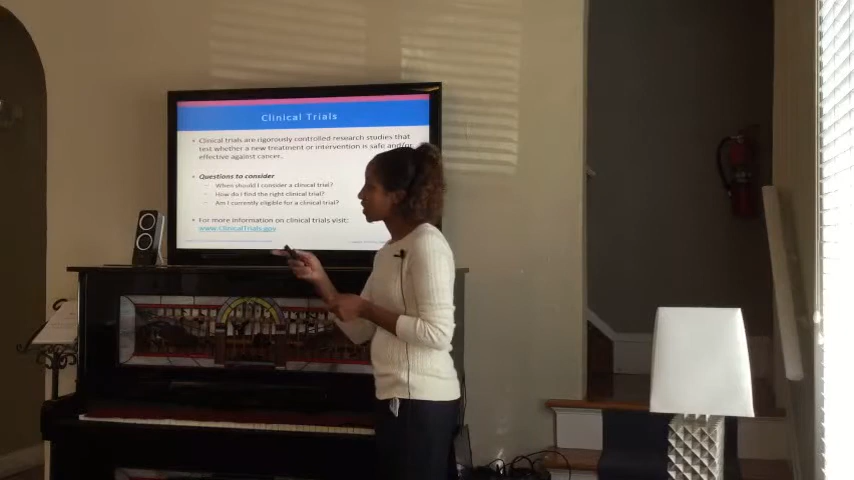 Clinical Trials
• Clinical trials are rigorously controlled research studies that
test whether a new treatment or intervention is safe and/or
effective against cancer.
Questions to consider
– When should I consider a clinical trial?
– How do I find the right clinical trial?
– Am I currently eligible for a clinical trial?
• For more information on clinical trials visit:
www.ClinicalTrials.gov